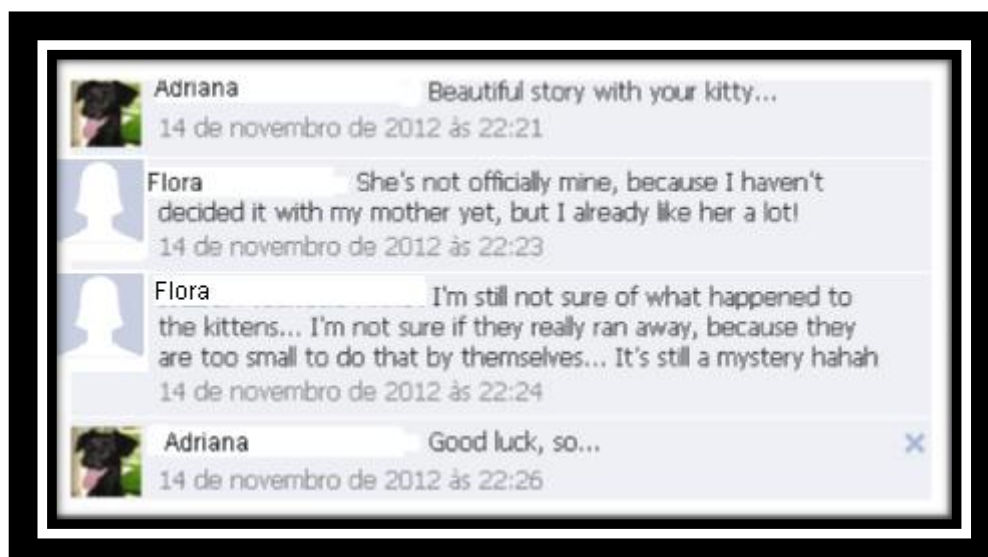 Adriana Beautiful story with your kitty...
14 de novembro de 2012 às 22:21
Flora She's not officially mine, because I haven't
decided it with my mother yet, but I already like her a lot!
14 de novembro de 2012 às 22:23
Flora I'm still not sure of what happened to
the kittens... I'm not sure if they really ran away, because they
are too small to do that by themselves... It's still a mystery hahah
14 de novembro de 2012 às 22:24
Adriana Good luck, so...
14 de novembro de 2012 às 22:26